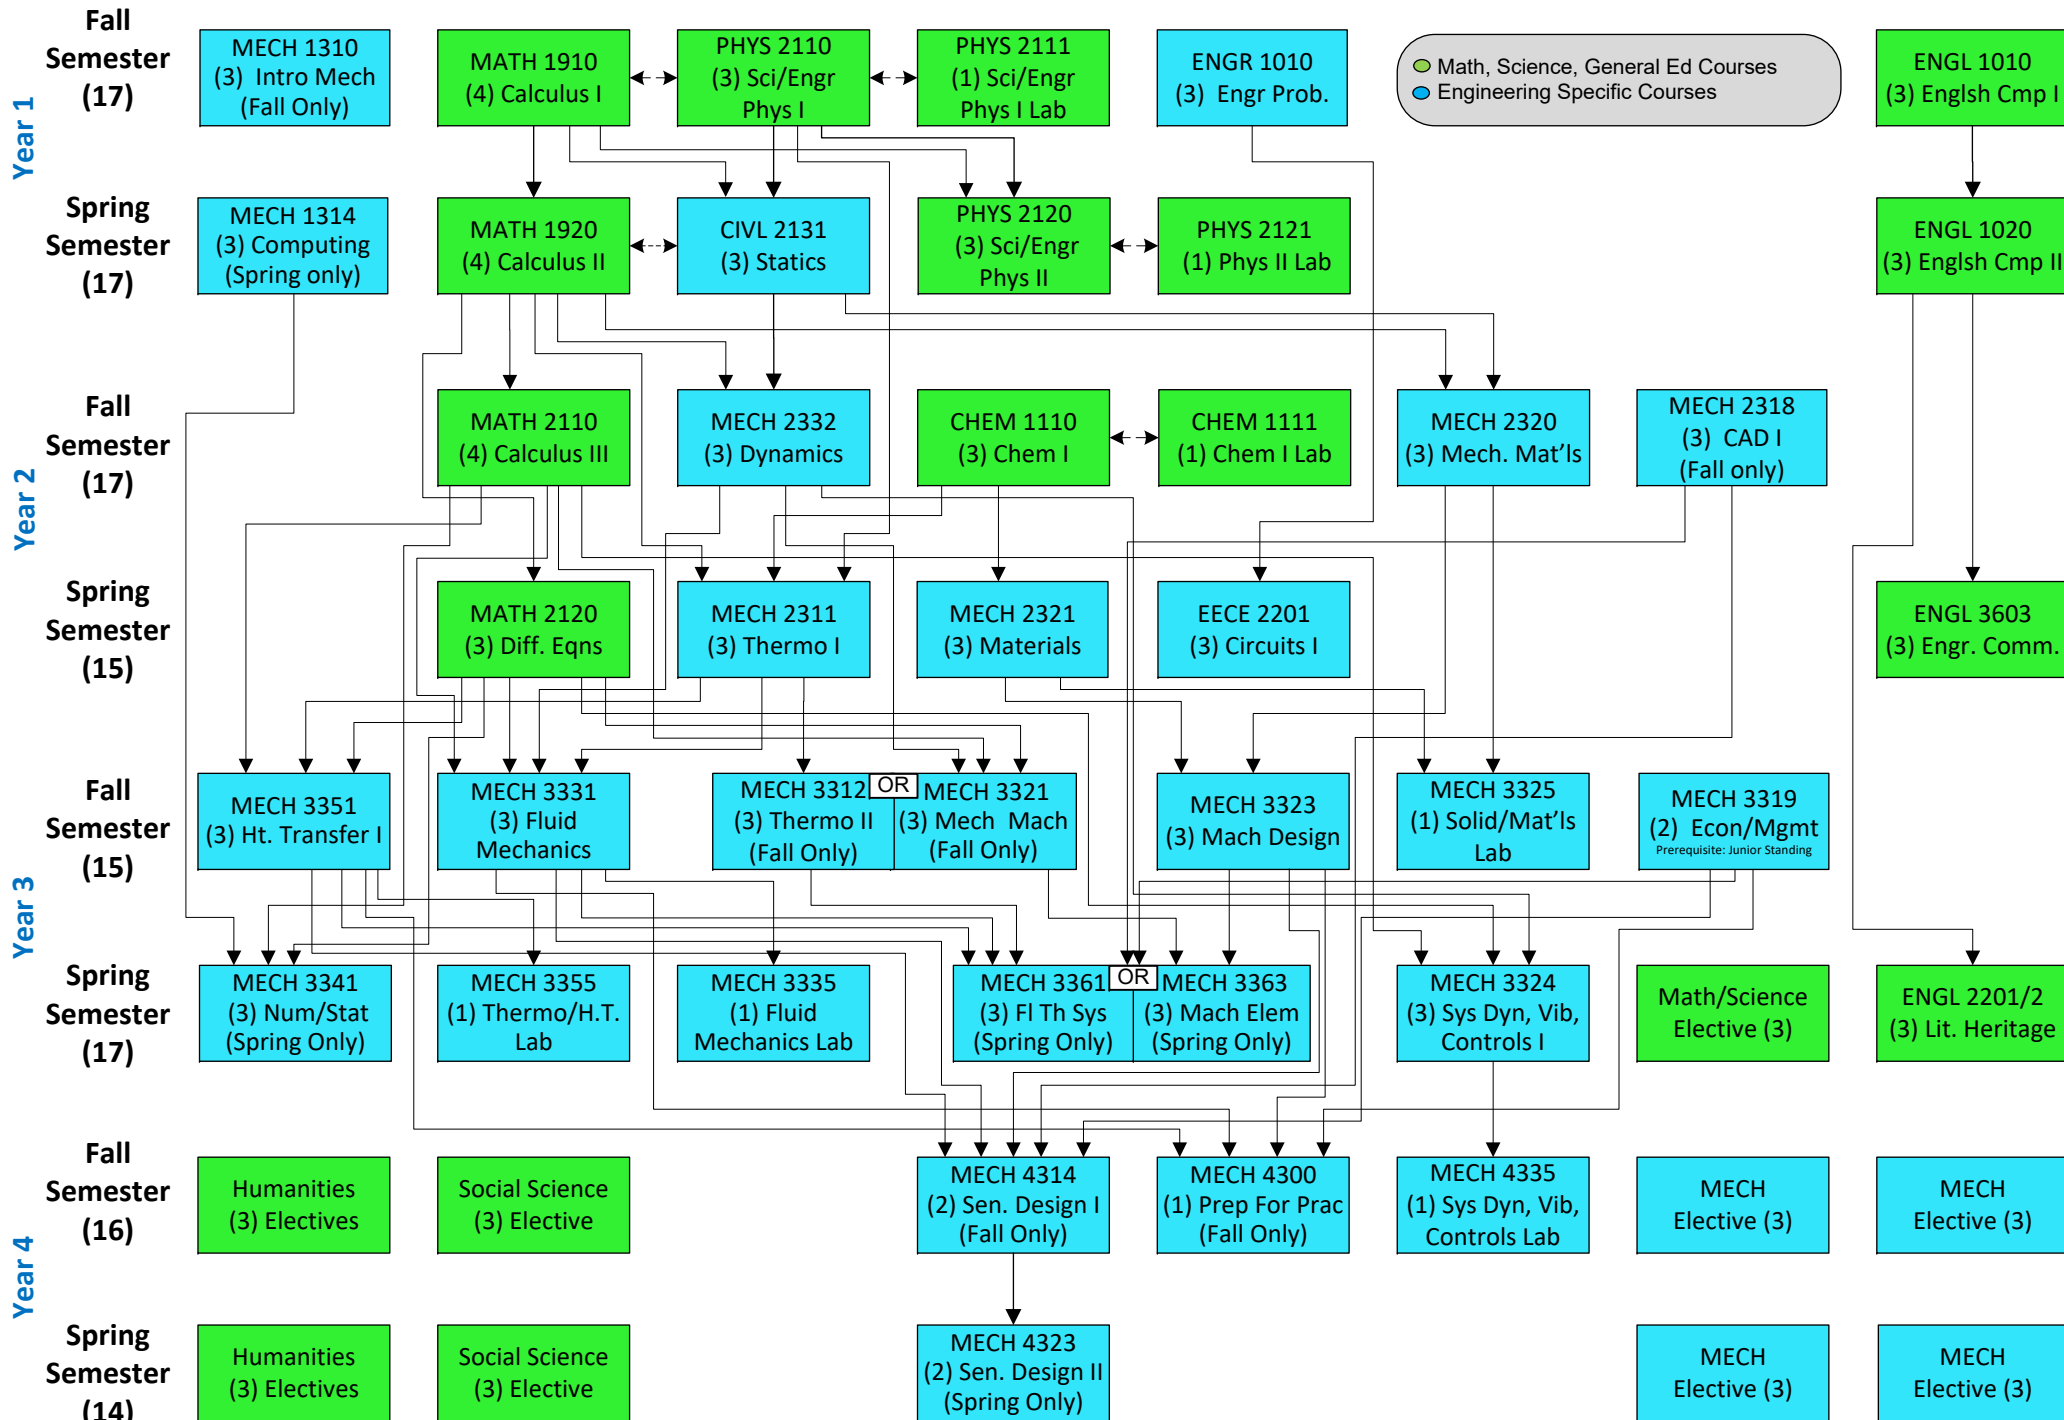 Year 1
Fall
Semester
(17)
MECH 1310
(3)  Intro Mech
(Fall Only)
MATH 1910
(4) Calculus I
PHYS 2110
(3) Sci/Engr
Phys I
PHYS 2111
(1) Sci/Engr
Phys I Lab
ENGR 1010
(3)  Engr Prob.
Math, Science, General Ed Courses
Engineering Specific Courses
ENGL 1010
(3) Englsh Cmp I
Spring
Semester
(17)
MECH 1314
(3) Computing
(Spring only)
MATH 1920
(4) Calculus II
CIVL 2131
(3) Statics
PHYS 2120
(3) Sci/Engr
Phys II
PHYS 2121
(1) Phys II Lab
ENGL 1020
(3) Englsh Cmp II
Year 2
Fall
Semester
(17)
MATH 2110
(4) Calculus III
MECH 2332
(3) Dynamics
CHEM 1110
(3) Chem I
CHEM 1111
(1) Chem I Lab
MECH 2320
(3) Mech. Mat'ls
MECH 2318
(3)  CAD I
(Fall only)
Spring
Semester
(15)
MATH 2120
(3) Diff. Eqns
MECH 2311
(3) Thermo I
MECH 2321
(3) Materials
EECE 2201
(3) Circuits I
ENGL 3603
(3) Engr. Comm.
Year 3
Fall
Semester
(15)
MECH 3351
(3) Ht. Transfer I
MECH 3331
(3) Fluid
Mechanics
MECH 3312
(3) Thermo II
(Fall Only)
OR
MECH 3321
(3) Mech  Mach
(Fall Only)
MECH 3323
(3) Mach Design
MECH 3325
(1) Solid/Mat'ls
Lab
MECH 3319
(2)  Econ/Mgmt
Prerequisite: Junior Standing
Spring
Semester
(17)
MECH 3341
(3) Num/Stat
(Spring Only)
MECH 3355
(1) Thermo/H.T.
Lab
MECH 3335
(1) Fluid
Mechanics Lab
MECH 3361
(3) Fl Th Sys
(Spring Only)
OR
MECH 3363
(3) Mach Elem
(Spring Only)
MECH 3324
(3) Sys Dyn, Vib,
Controls I
Math/Science
Elective (3)
ENGL 2201/2
(3) Lit. Heritage
Year 4
Fall
Semester
(16)
Humanities
(3) Electives
Social Science
(3) Elective
MECH 4314
(2) Sen. Design I
(Fall Only)
MECH 4300
(1) Prep For Prac
(Fall Only)
MECH 4335
(1) Sys Dyn, Vib,
Controls Lab
MECH
Elective (3)
MECH
Elective (3)
Spring
Semester
(14)
Humanities
(3) Electives
Social Science
(3) Elective
MECH 4323
(2) Sen. Design II
(Spring Only)
MECH
Elective (3)
MECH
Elective (3)